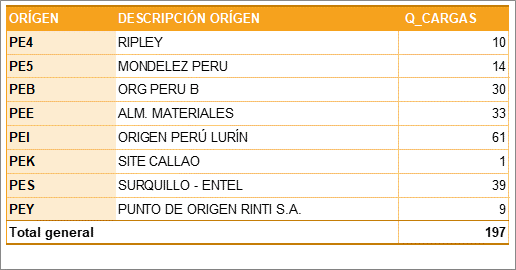 ORÍGEN DESCRIPCIÓN ORÍGEN Q_CARGAS
PE4 RIPLEY 10
PE5 MONDELEZ PERU 14
PEB ORG PERU B 30
PEE ALM. MATERIALES 33
PEI ORIGEN PERÚ LURÍN 61
PEK SITE CALLAO 1
PES SURQUILLO - ENTEL 39
PEY PUNTO DE ORIGEN RINTI S.A. 9
Total general 197